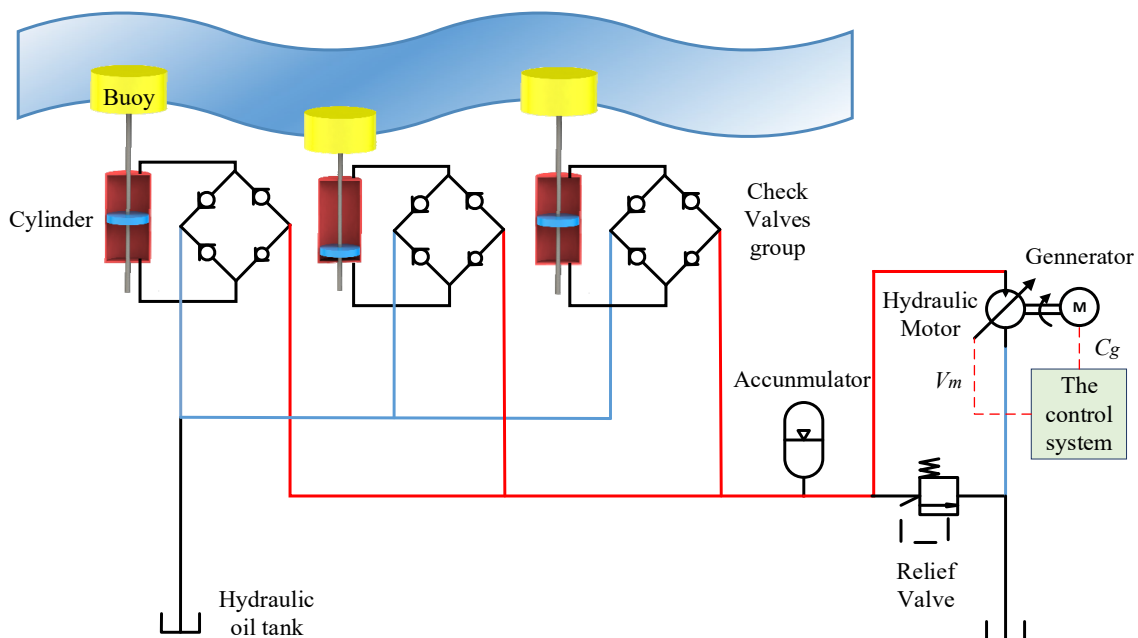 Buoy
Cylinder
Check
Valves
group
Gennerator
Hydraulic
Motor
M
Cg
Vm
Accunmulator
The
control
system
Relief
Valve
Hydraulic
oil tank